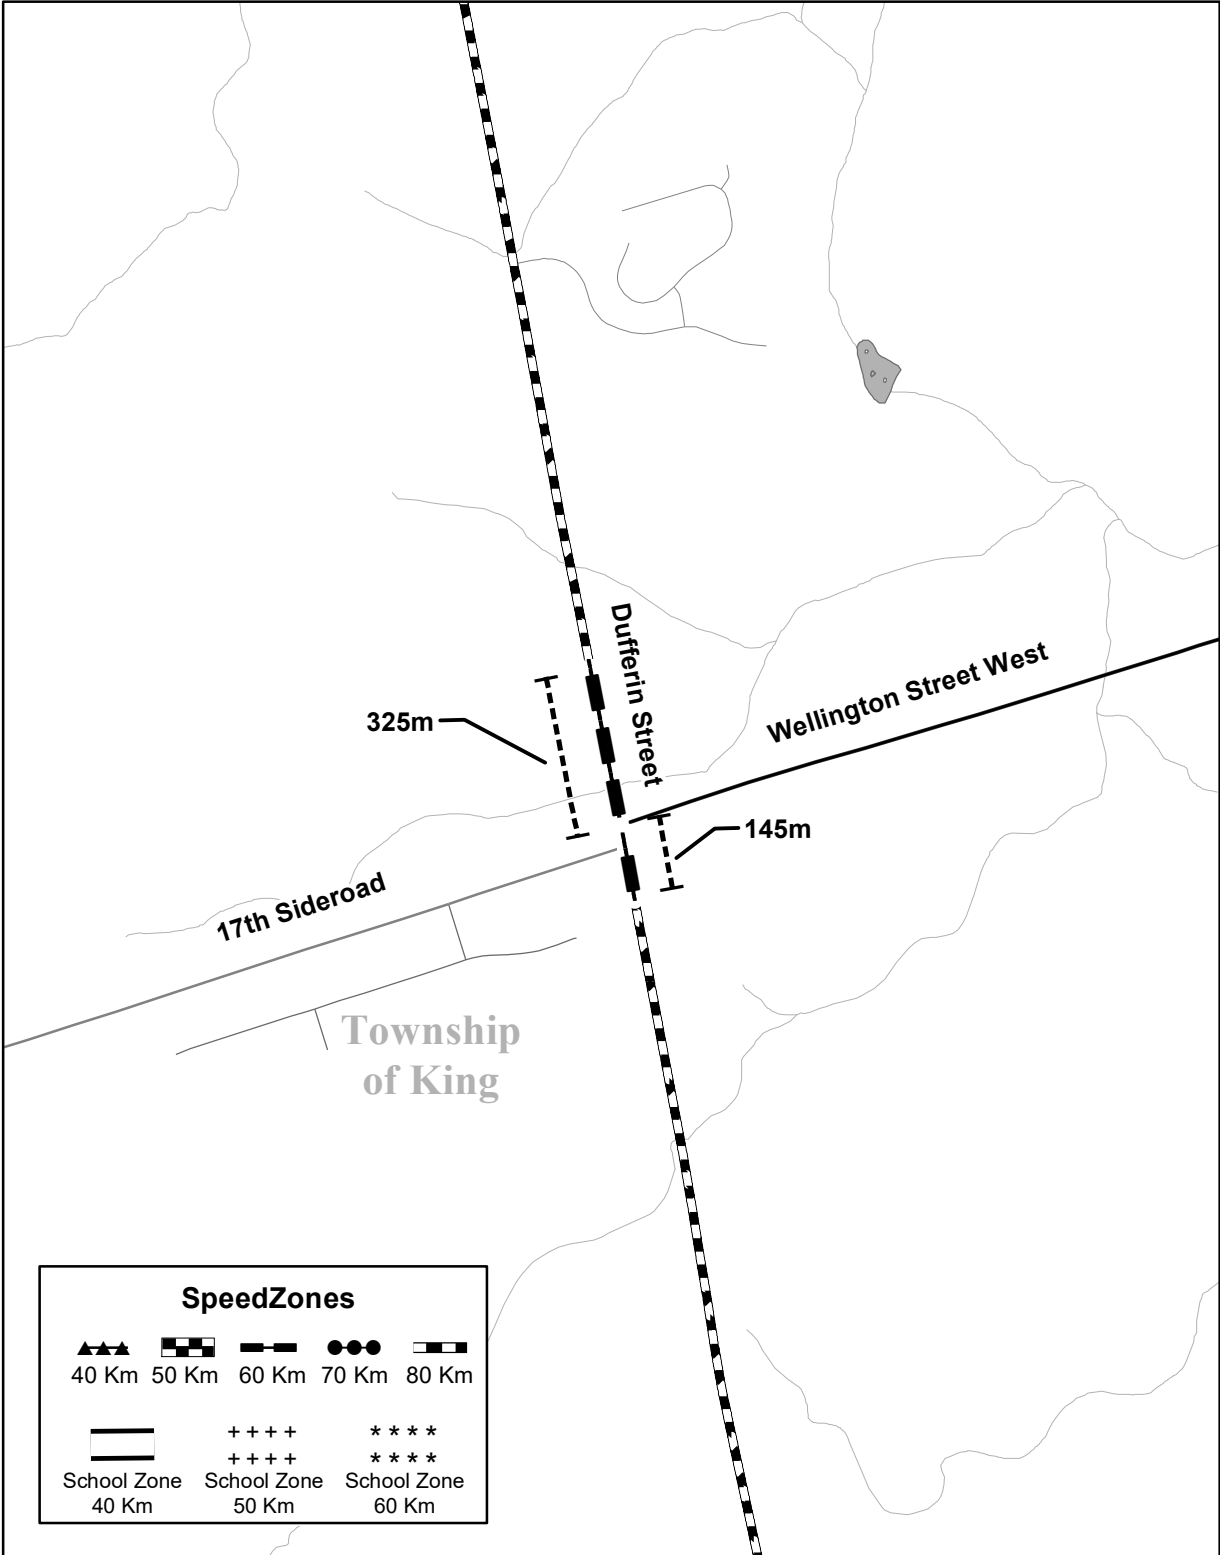 Dufferin Street
Wellington Street West
325m
145m
17th Sideroad
Township
of King
SpeedZones
40 Km 50 Km 60 Km 70 Km 80 Km
School Zone School Zone School Zone
40 Km 50 Km 60 Km